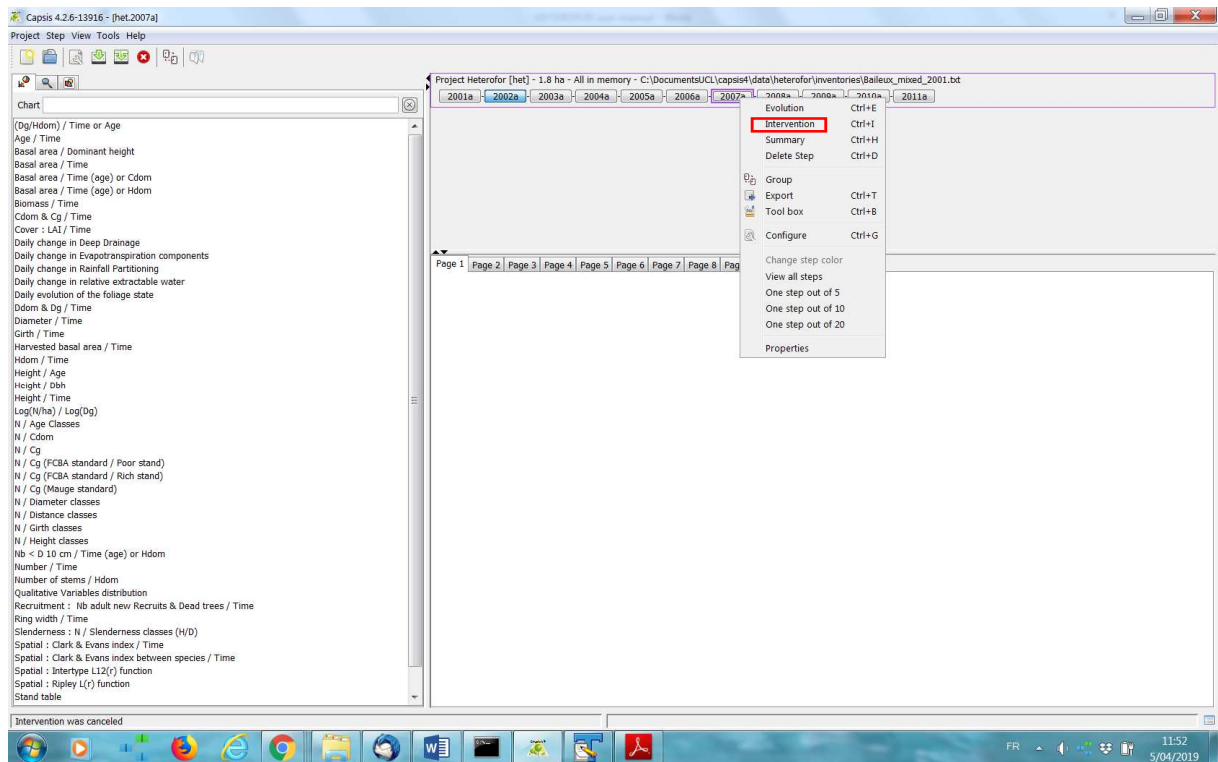 Capsis 4.2.6-13916 - [het.2007a]
Project Step View Tools Help
Chart
(Dg/Hdom) / Time or Age
Age / Time
Basal area / Dominant height
Basal area / Time
Basal area / Time (age) or Cdom
Basal area / Time (age) or Hdom
Biomass / Time
Cdom & Cg / Time
Cover : LAI / Time
Daily change in Deep Drainage
Daily change in Evapotranspiration components
Daily change in Rainfall Partitioning
Daily change in relative extractable water
Daily evolution of the foliage state
Ddom & Dg / Time
Diameter / Time
Girth / Time
Harvested basal area / Time
Hdom / Time
Height / Age
Height / Dbh
Height / Time
Log(N/ha) / Log(Dg)
N / Age Classes
N / Cdom
N / Cg
N / Cg (FCBA standard / Poor stand)
N / Cg (FCBA standard / Rich stand)
N / Cg (Mauge standard)
N / Diameter classes
N / Distance classes
N / Girth classes
N / Height classes
Nb < D 10 cm / Time (age) or Hdom
Number / Time
Number of stems / Hdom
Qualitative Variables distribution
Recruitment : Nb adult new Recruits & Dead trees / Time
Ring width / Time
Slenderness : N / Slenderness classes (H/D)
Spatial : Clark & Evans index / Time
Spatial : Clark & Evans index between species / Time
Spatial : Intertype L12(r) function
Spatial : Ripley L(r) function
Stand table
Project Heterofor [het] - 1.8 ha - All in memory - C:\DocumentsUCL\capsis4\data\heterofor\inventories\Baileux_mixed_2001.txt
2001a 2002a 2003a 2004a 2005a 2006a 2007a 2008a 2009a 2010a 2011a
Evolution Ctrl+E
Intervention Ctrl+I
Summary Ctrl+H
Delete Step Ctrl+D
Group
Export Ctrl+T
Tool box Ctrl+B
Configure Ctrl+G
Change step color
View all steps
One step out of 5
One step out of 10
One step out of 20
Properties
Page 1 Page 2 Page 3 Page 4 Page 5 Page 6 Page 7 Page 8 Pag
Intervention was canceled
FR 11:52
5/04/2019